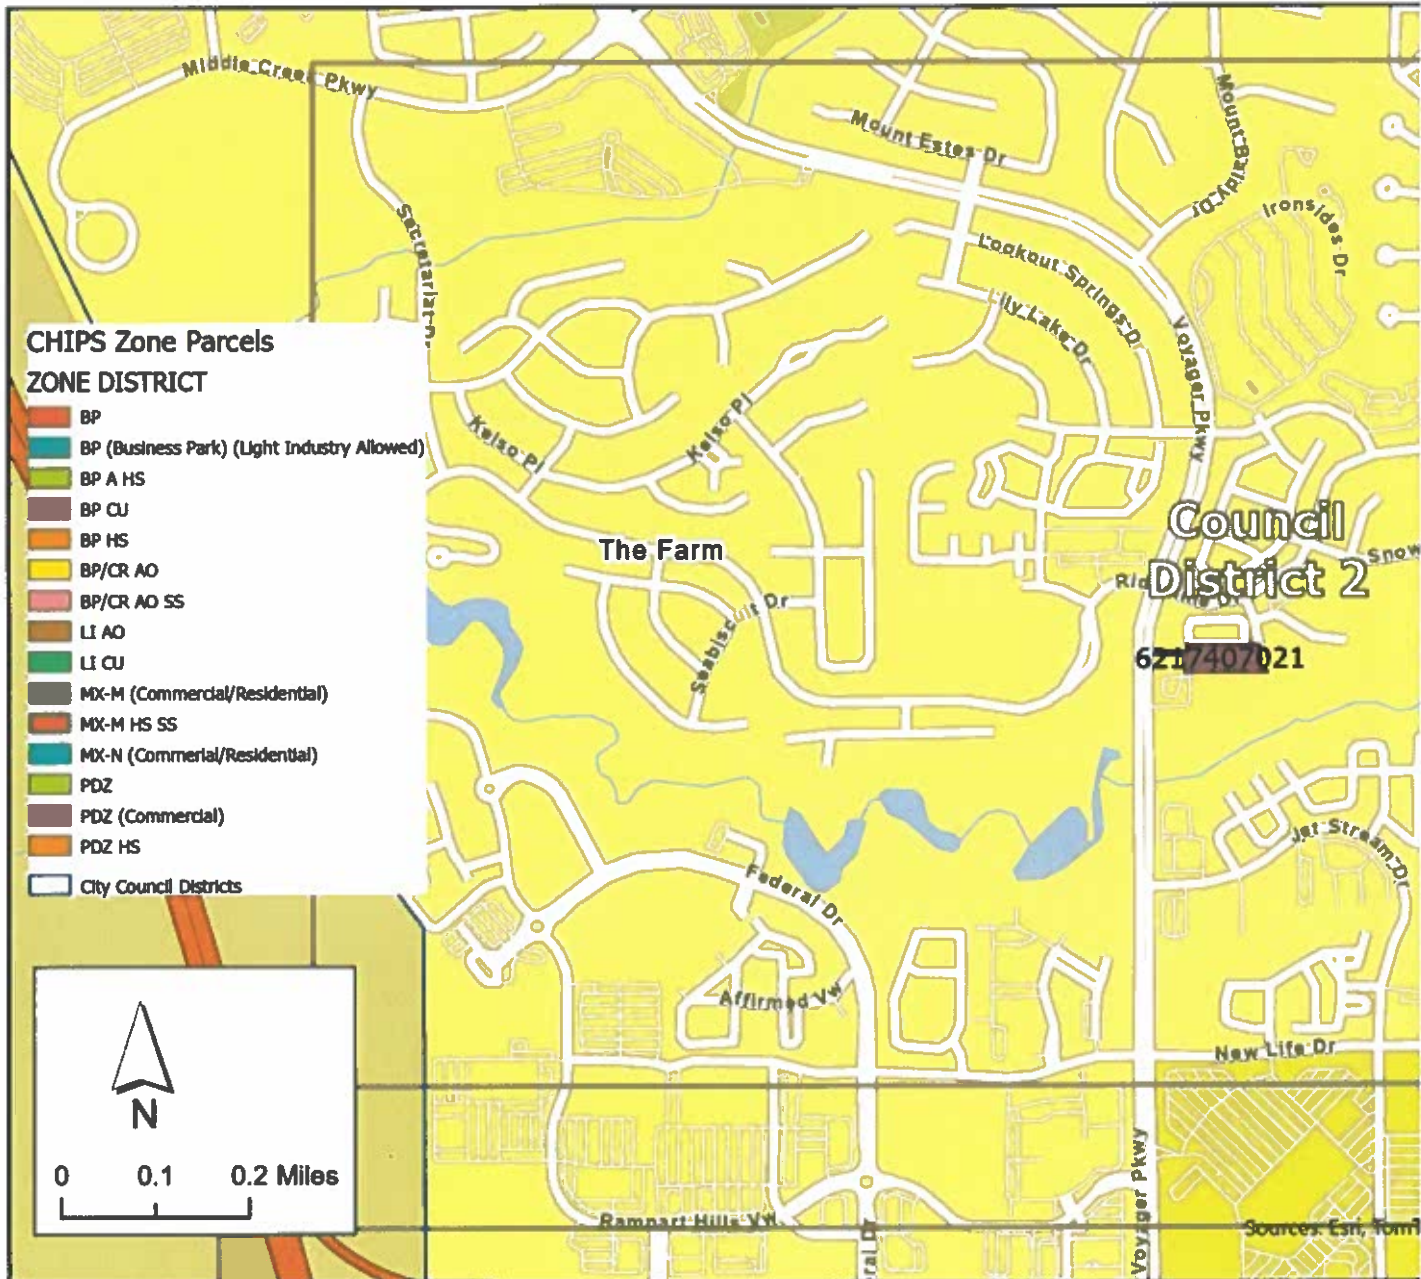 Middle Creek Pkwy
Mount Estes Dr
Mount Baldy Dr
Ironsides Dr
Secretariat Dr
Lookout Springs Dr
Lily Lake Dr
Voyager Pkwy
CHIPS Zone Parcels
ZONE DISTRICT
BP
BP (Business Park) (Light Industry Allowed)
BP A HS
BP CU
BP HS
BP/CR AO
BP/CR AO SS
LI AO
LI CU
MX-M (Commercial/Residential)
MX-M HS SS
MX-N (Commerial/Residential)
PDZ
PDZ (Commercial)
PDZ HS
City Council Districts
Kelso Pl
Kelso Pl
The Farm
Council
District 2
Snow
Seabiscuit Dr
6217407021
Jet Stream Dr
Federal Dr
Affirmed Vw
New Life Dr
N
0 0.1 0.2 Miles
Rampart Hills Vw
ral Dr
Voyager Pkwy
Sources: Esri, TomT